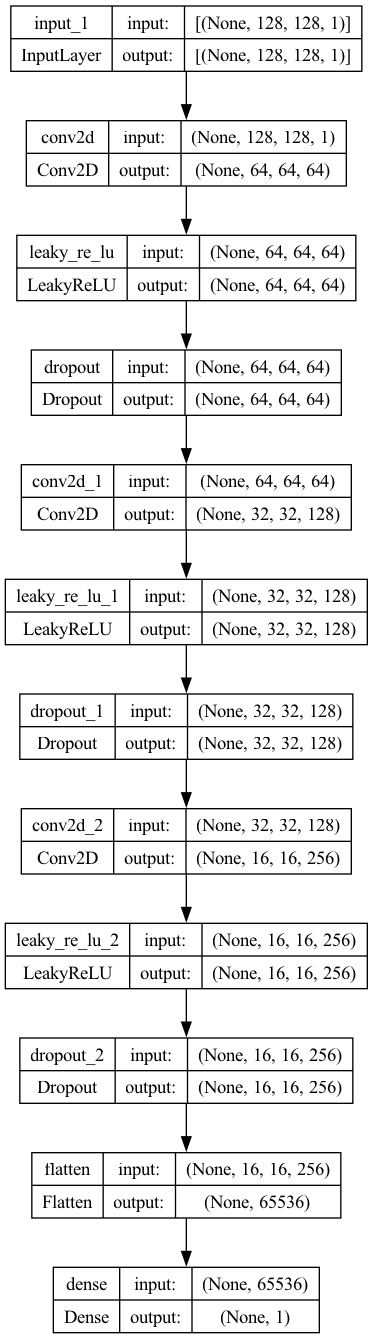 input_1 input: [(None, 128, 128, 1)]
InputLayer output: [(None, 128, 128, 1)]
conv2d input: (None, 128, 128, 1)
Conv2D output: (None, 64, 64, 64)
leaky_re_lu input: (None, 64, 64, 64)
LeakyReLU output: (None, 64, 64, 64)
dropout input: (None, 64, 64, 64)
Dropout output: (None, 64, 64, 64)
conv2d_1 input: (None, 64, 64, 64)
Conv2D output: (None, 32, 32, 128)
leaky_re_lu_1 input: (None, 32, 32, 128)
LeakyReLU output: (None, 32, 32, 128)
dropout_1 input: (None, 32, 32, 128)
Dropout output: (None, 32, 32, 128)
conv2d_2 input: (None, 32, 32, 128)
Conv2D output: (None, 16, 16, 256)
leaky_re_lu_2 input: (None, 16, 16, 256)
LeakyReLU output: (None, 16, 16, 256)
dropout_2 input: (None, 16, 16, 256)
Dropout output: (None, 16, 16, 256)
flatten input: (None, 16, 16, 256)
Flatten output: (None, 65536)
dense input: (None, 65536)
Dense output: (None, 1)